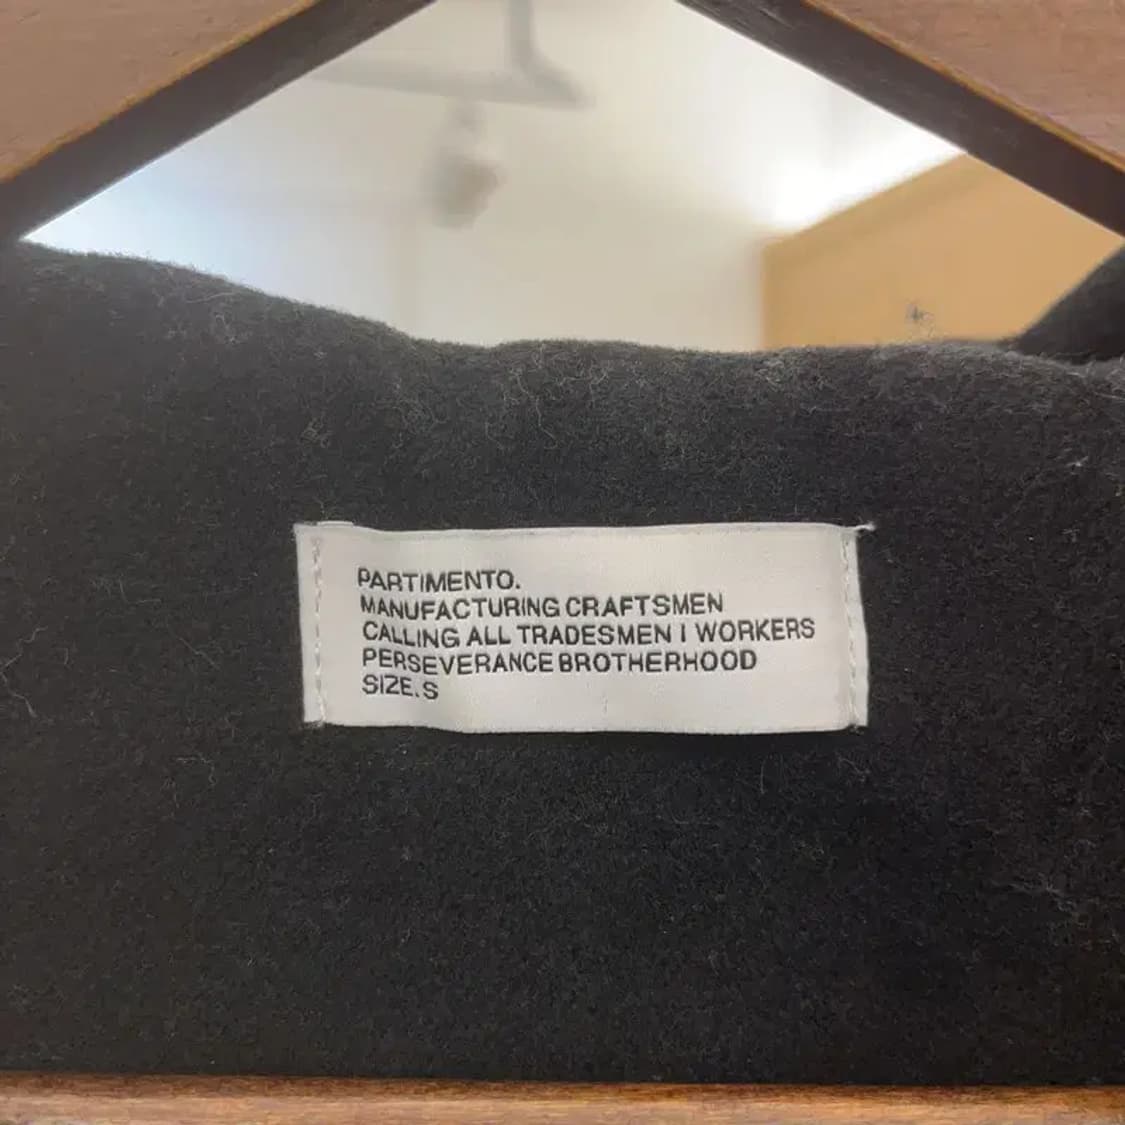 PARTIMENTO.
MANUFACTURING CRAFTSMEN
CALLING ALL TRADESMEN I WORKERS
PERSEVERANCE BROTHERHOOD
SIZE.S